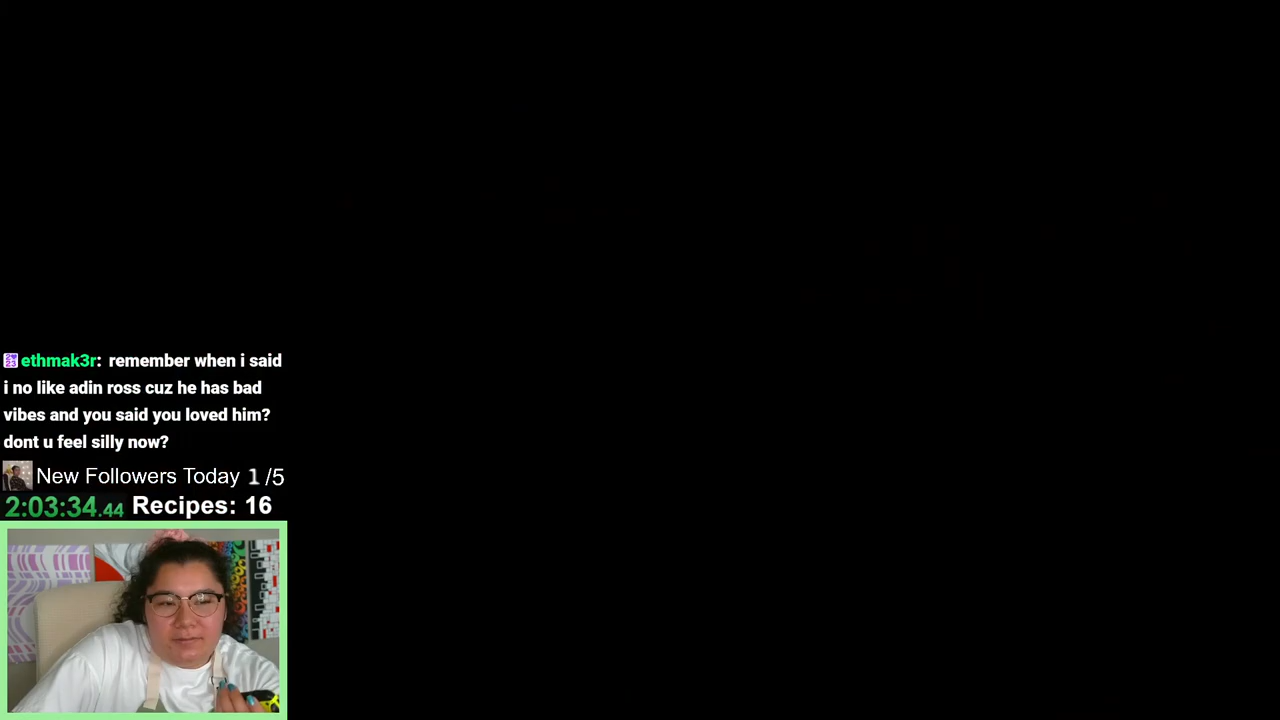 ethmak3r: remember when i said
i no like adin ross cuz he has bad
vibes and you said you loved him?
dont u feel silly now?
New Followers Today 1/5
2:03:34.44 Recipes: 16